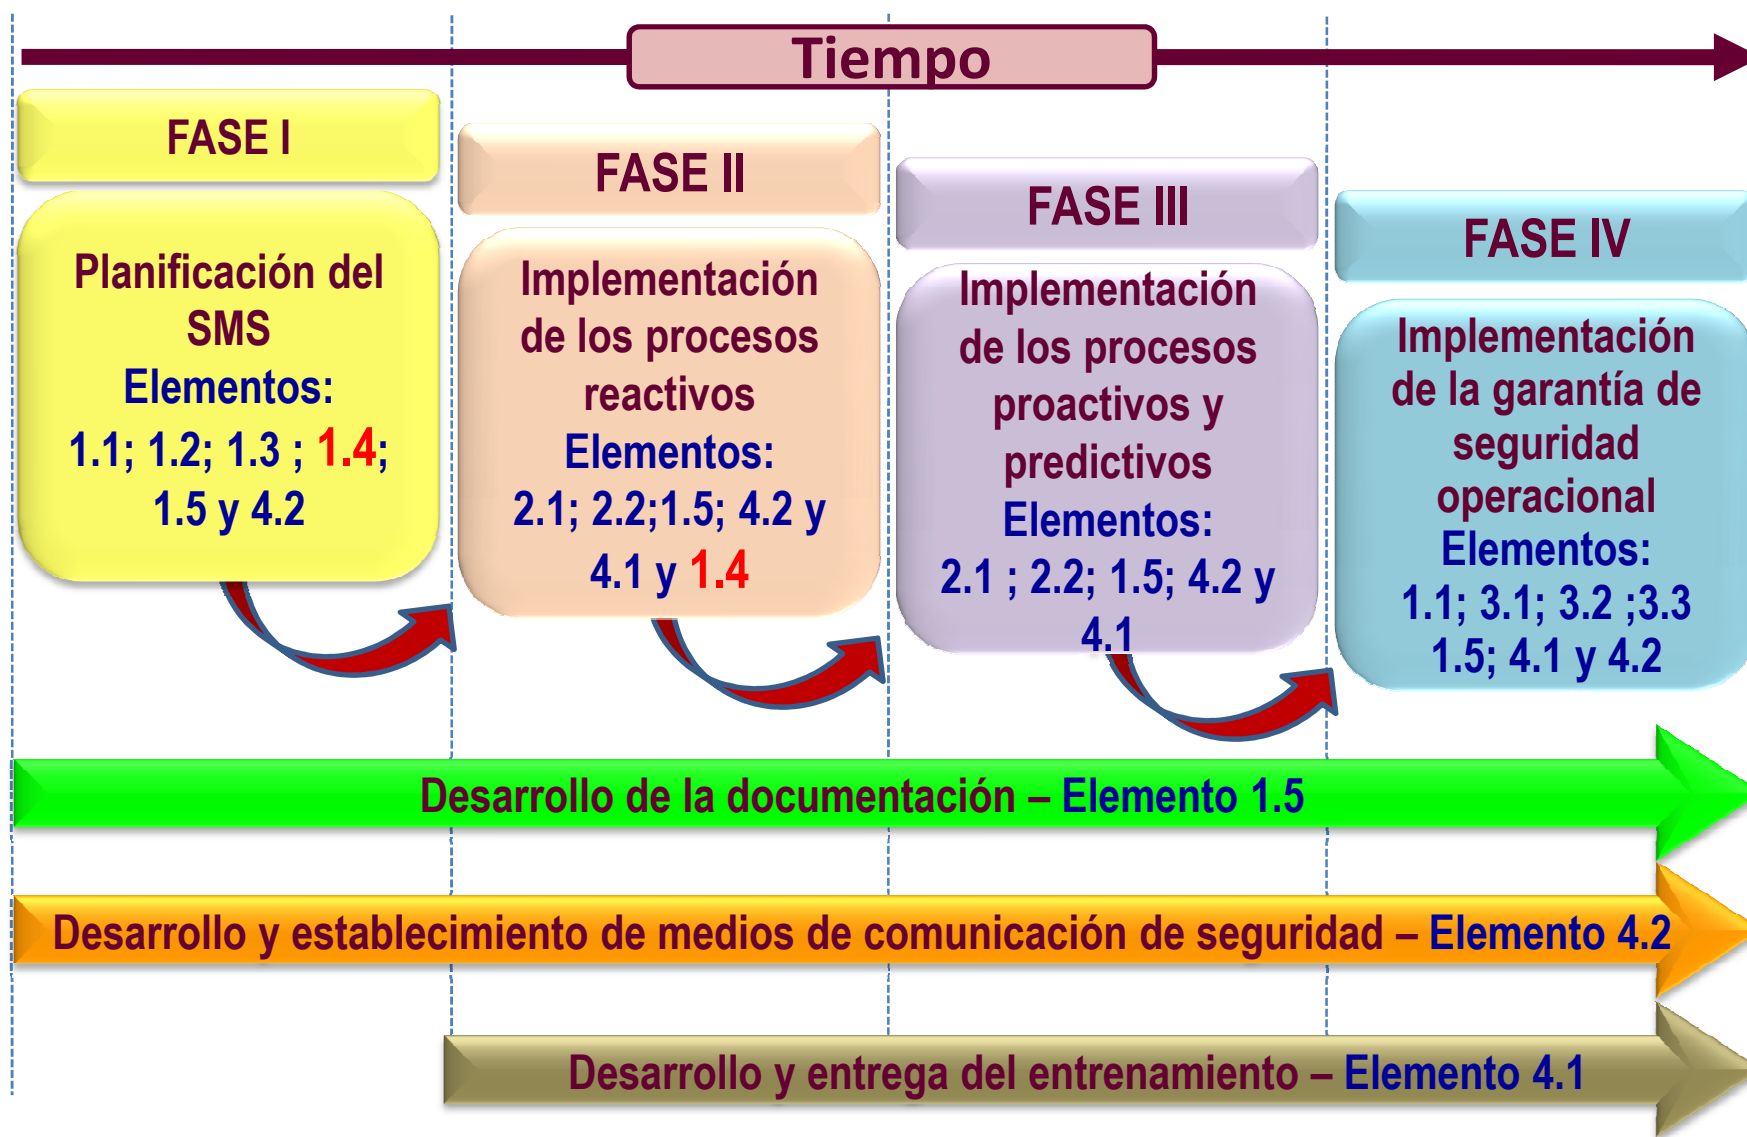 Tiempo
FASE I
Planificación del
SMS
Elementos:
1.1; 1.2; 1.3 ; 1.4;
1.5 y 4.2
FASE II
Implementación
de los procesos
reactivos
Elementos:
2.1; 2.2;1.5; 4.2 y
4.1 y 1.4
FASE III
Implementación
de los procesos
proactivos y
predictivos
Elementos:
2.1 ; 2.2; 1.5; 4.2 y
4.1
FASE IV
Implementación
de la garantía de
seguridad
operacional
Elementos:
1.1; 3.1; 3.2 ;3.3
1.5; 4.1 y 4.2
Desarrollo de la documentación – Elemento 1.5
Desarrollo y establecimiento de medios de comunicación de seguridad – Elemento 4.2
Desarrollo y entrega del entrenamiento – Elemento 4.1